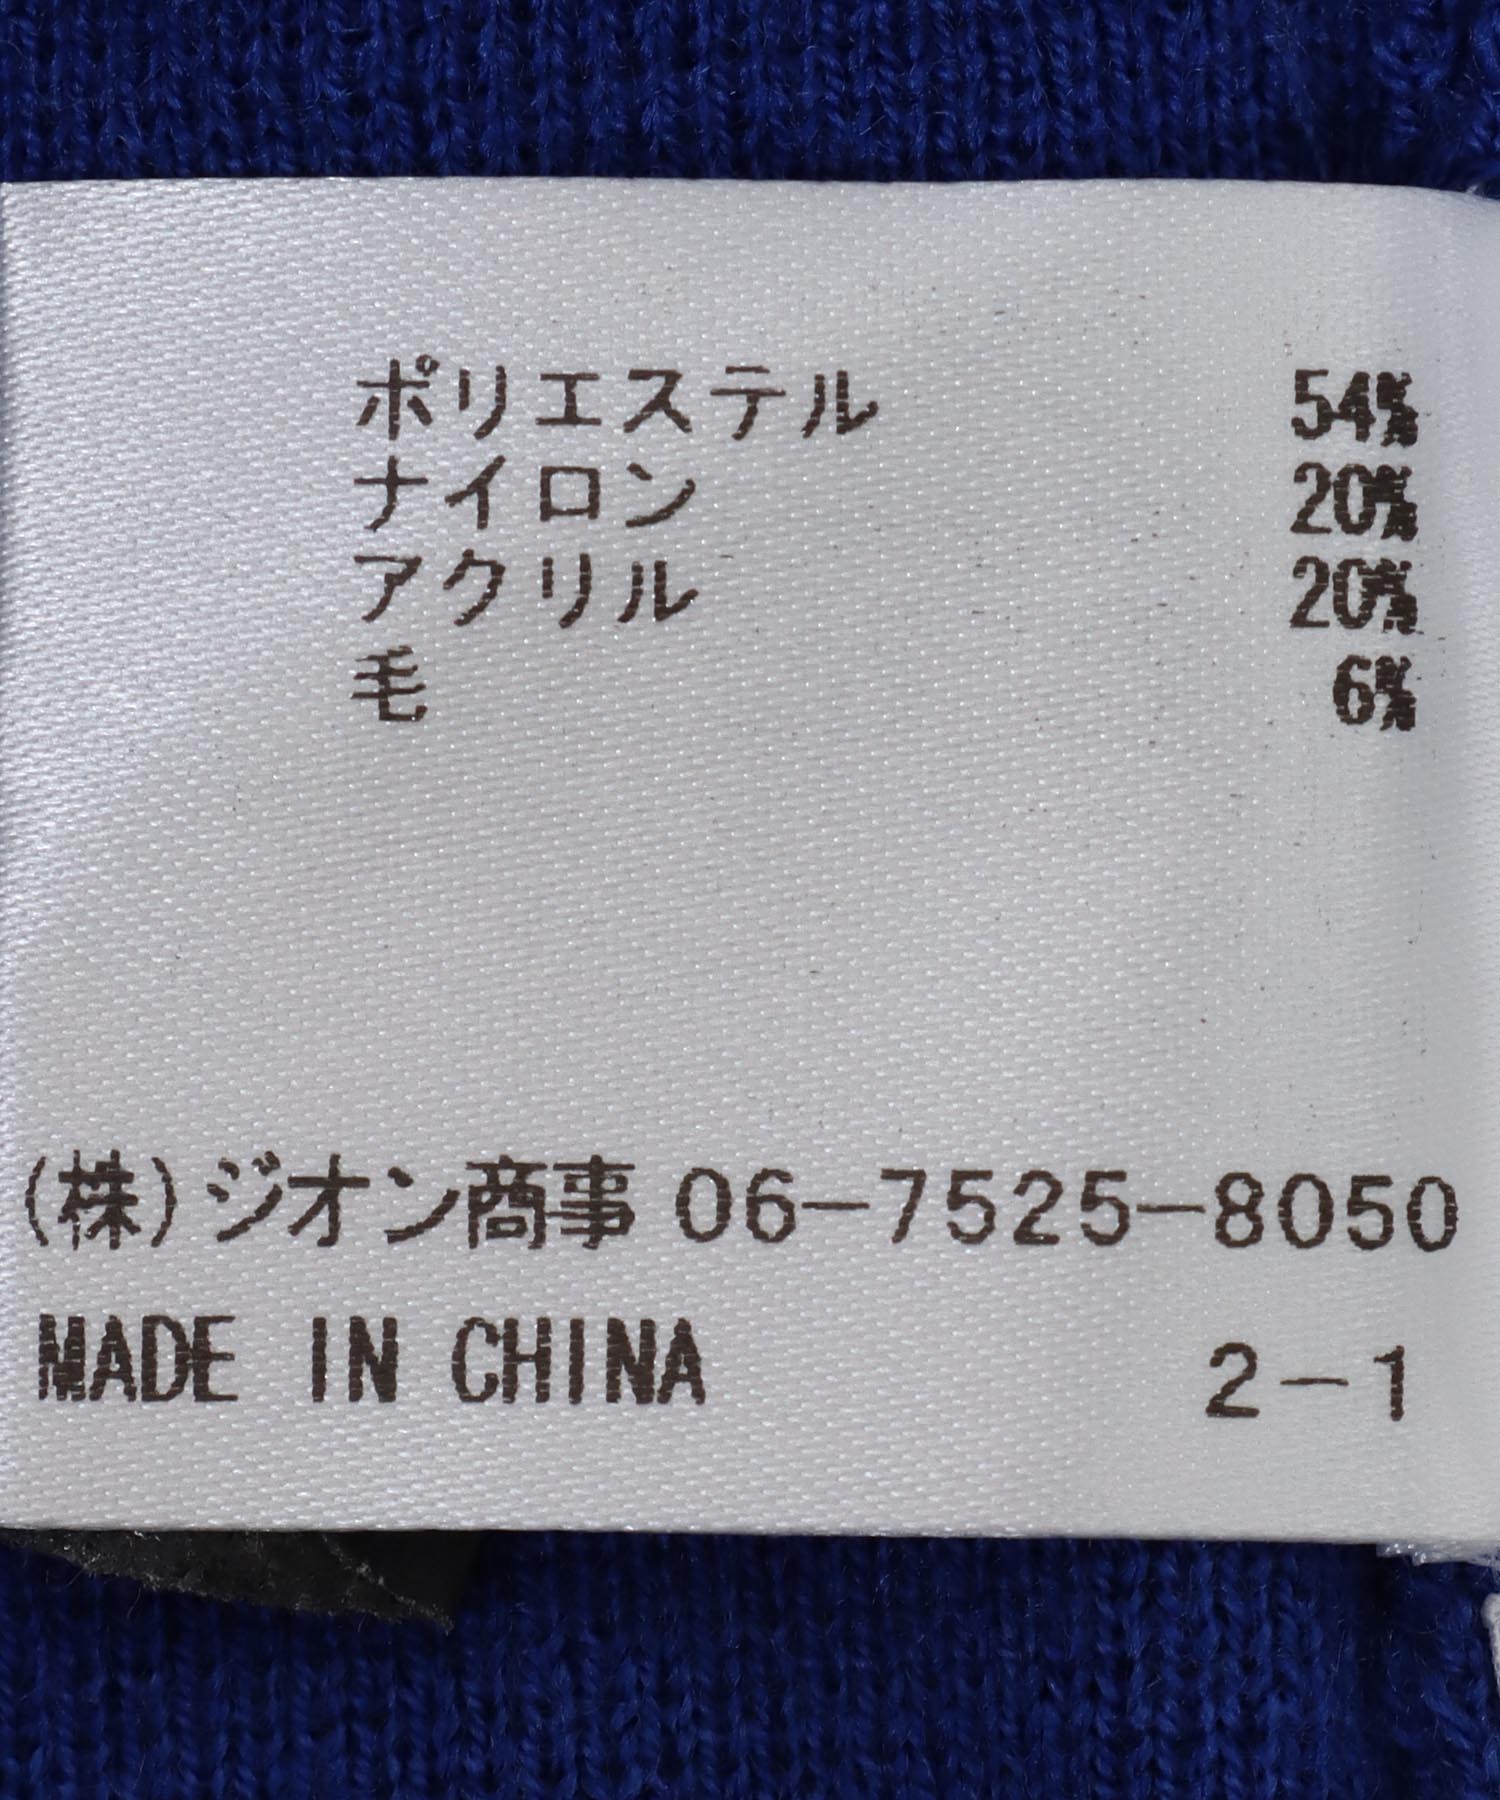 ポリエステル 54%
ナイロン 20%
アクリル 20%
毛 6%
(株)ジオン商事 06-7525-8050
MADE IN CHINA 2-1